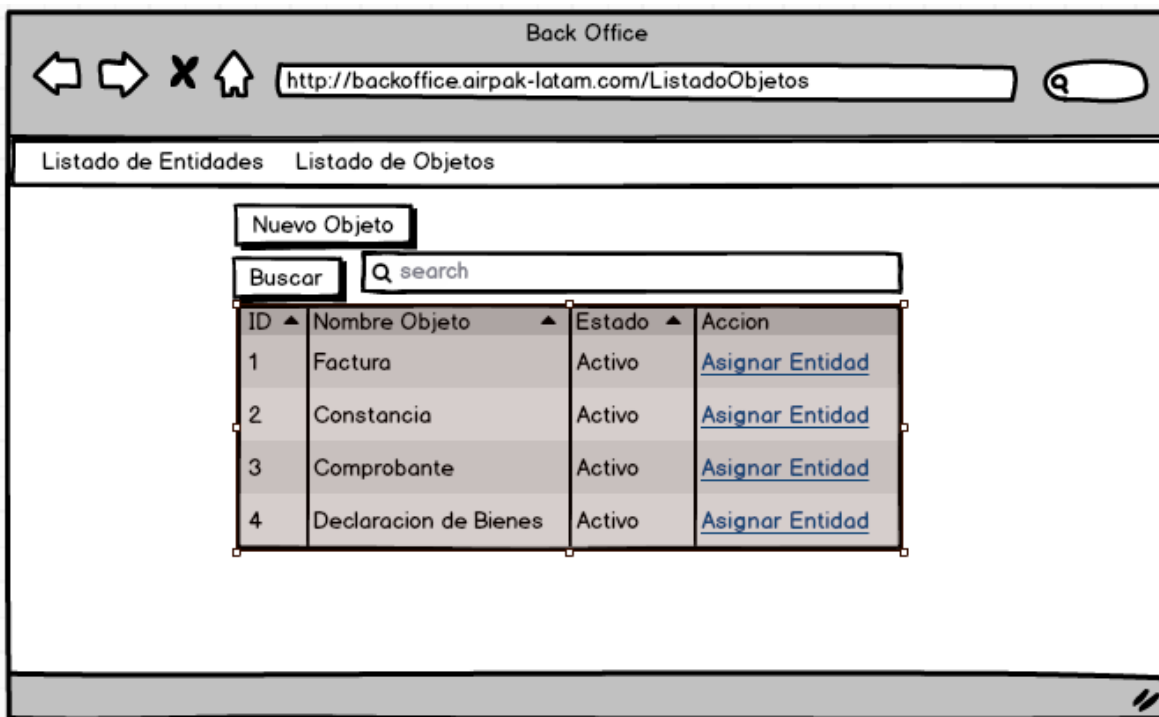 Back Office
http://backoffice.airpak-latam.com/ListadoObjetos
Listado de Entidades Listado de Objetos
Nuevo Objeto
Buscar search
ID Nombre Objeto Estado Accion
1 Factura Activo Asignar Entidad
2 Constancia Activo Asignar Entidad
3 Comprobante Activo Asignar Entidad
4 Declaracion de Bienes Activo Asignar Entidad